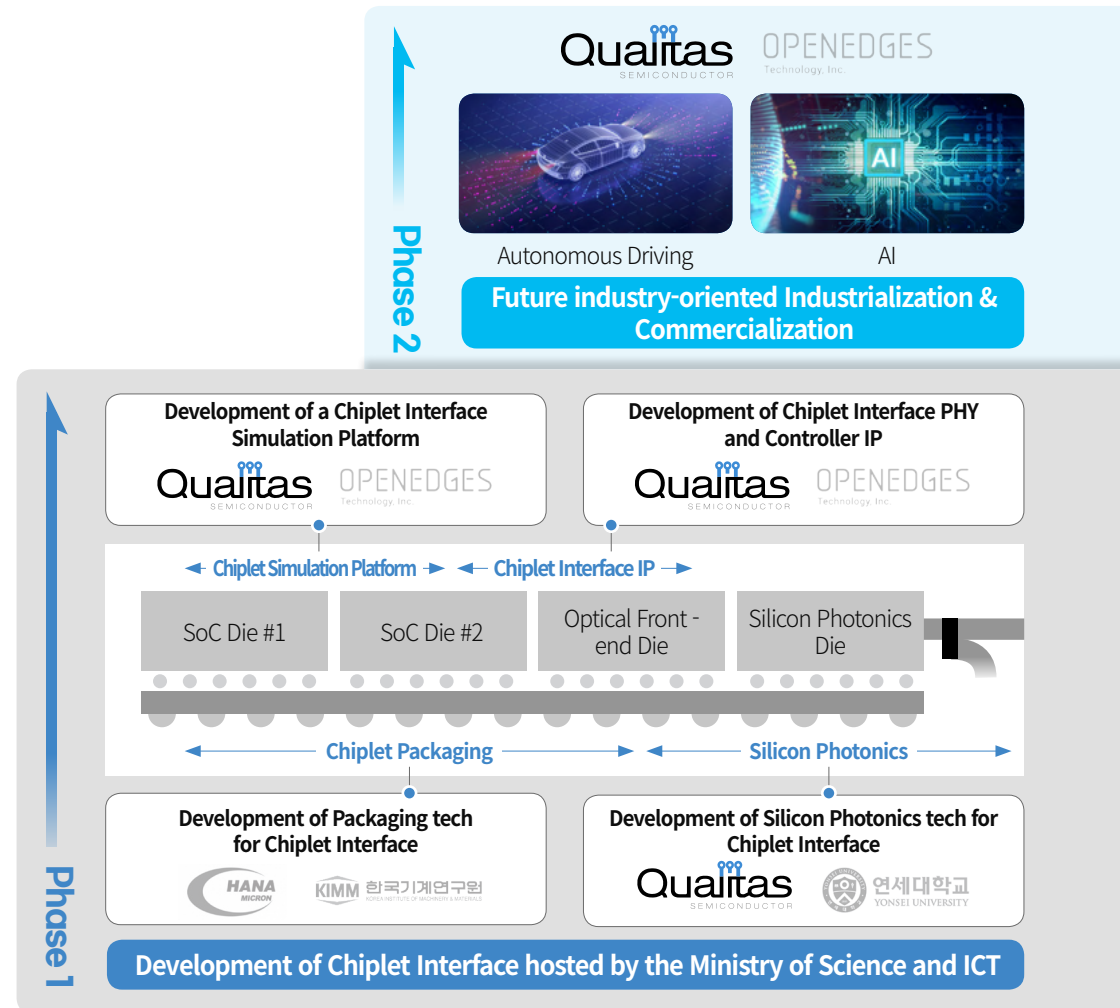 Qualitas
SEMICONDUCTOR
OPENEDGES
Technology, Inc.
AI
Autonomous Driving
AI
Future industry-oriented Industrialization &
Commercialization
Phase 2
Development of a Chiplet Interface
Simulation Platform
Qualitas
SEMICONDUCTOR
OPENEDGES
Technology, Inc.
Development of Chiplet Interface PHY
and Controller IP
Qualitas
SEMICONDUCTOR
OPENEDGES
Technology, Inc.
Chiplet Simulation Platform
Chiplet Interface IP
SoC Die #1
SoC Die #2
Optical Front -
end Die
Silicon Photonics
Die
Chiplet Packaging
Silicon Photonics
Development of Packaging tech
for Chiplet Interface
HANA
MICRON
KIMM 한국기계연구원
KOREA INSTITUTE OF MACHINERY & MATERIALS
Development of Silicon Photonics tech for
Chiplet Interface
Qualitas
SEMICONDUCTOR
연세대학교
YONSEI UNIVERSITY
Phase 1
Development of Chiplet Interface hosted by the Ministry of Science and ICT